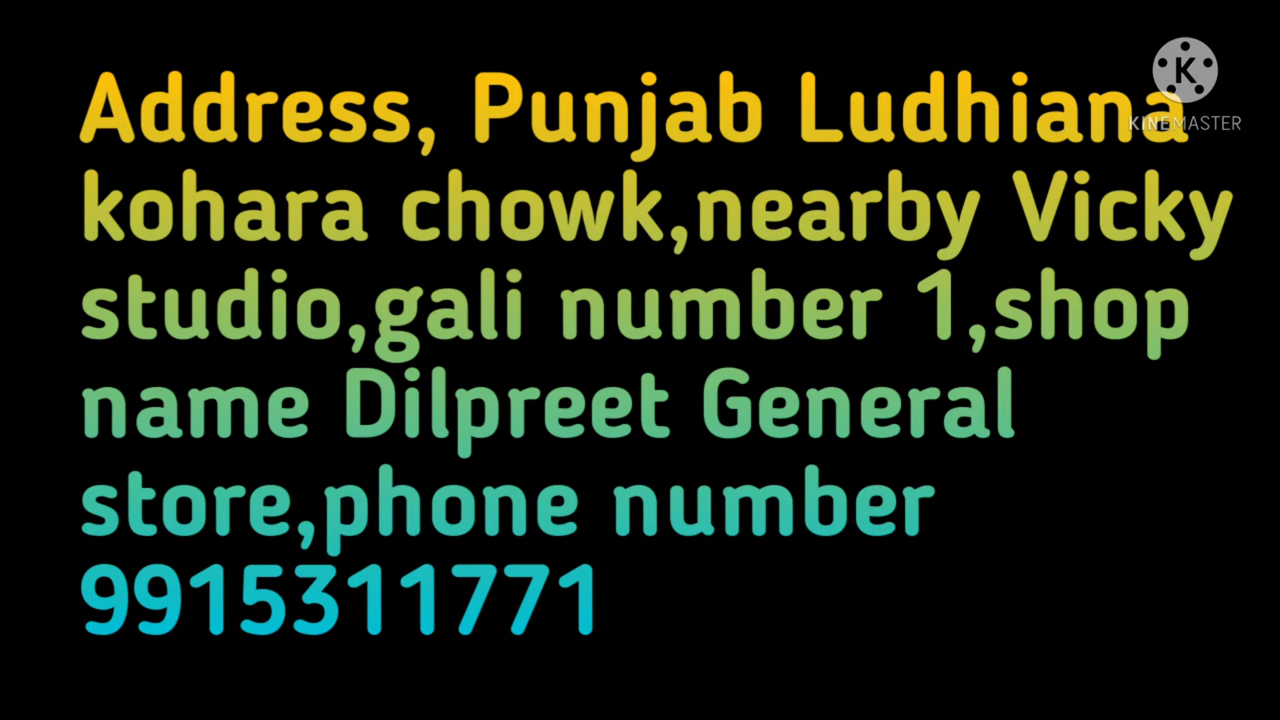 Address, Punjab Ludhiana
kohara chowk,nearby Vicky
studio,gali number 1,shop
name Dilpreet General
store,phone number
9915311771
K
KINEMASTER